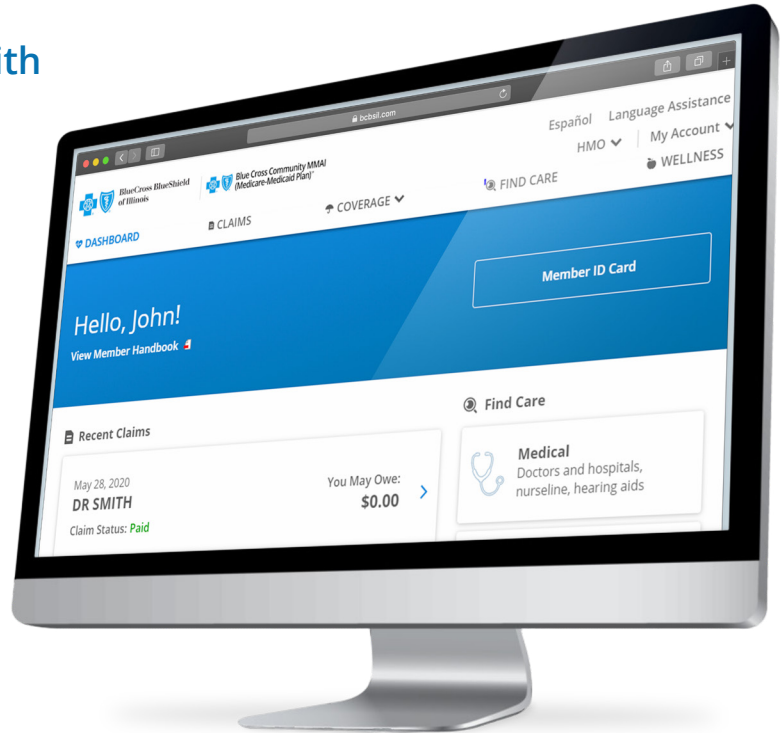 ith
bcbsil.com
Español Language Assistance
BlueCross BlueShield
of Illinois
Blue Cross Community MMAI
(Medicare-Medicaid Plan)℠
HMO My Account
DASHBOARD CLAIMS COVERAGE FIND CARE WELLNESS
Hello, John!
View Member Handbook
Member ID Card
Recent Claims
May 28, 2020
DR SMITH
Claim Status: Paid
You May Owe:
$0.00
Find Care
Medical
Doctors and hospitals,
nurseline, hearing aids